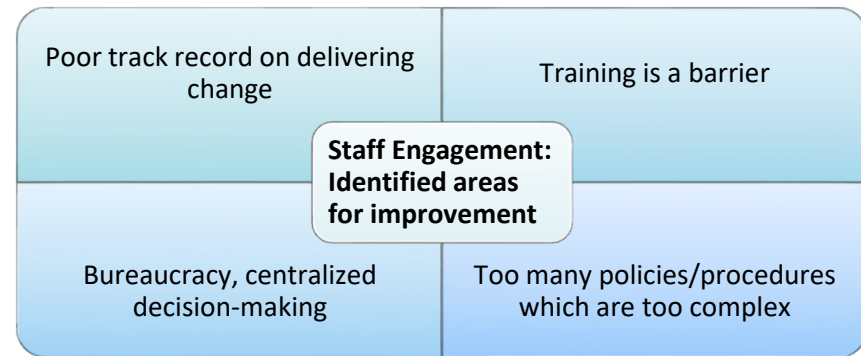 Poor track record on delivering
change
Training is a barrier
Staff Engagement:
Identified areas
for improvement
Bureaucracy, centralized
decision-making
Too many policies/procedures
which are too complex